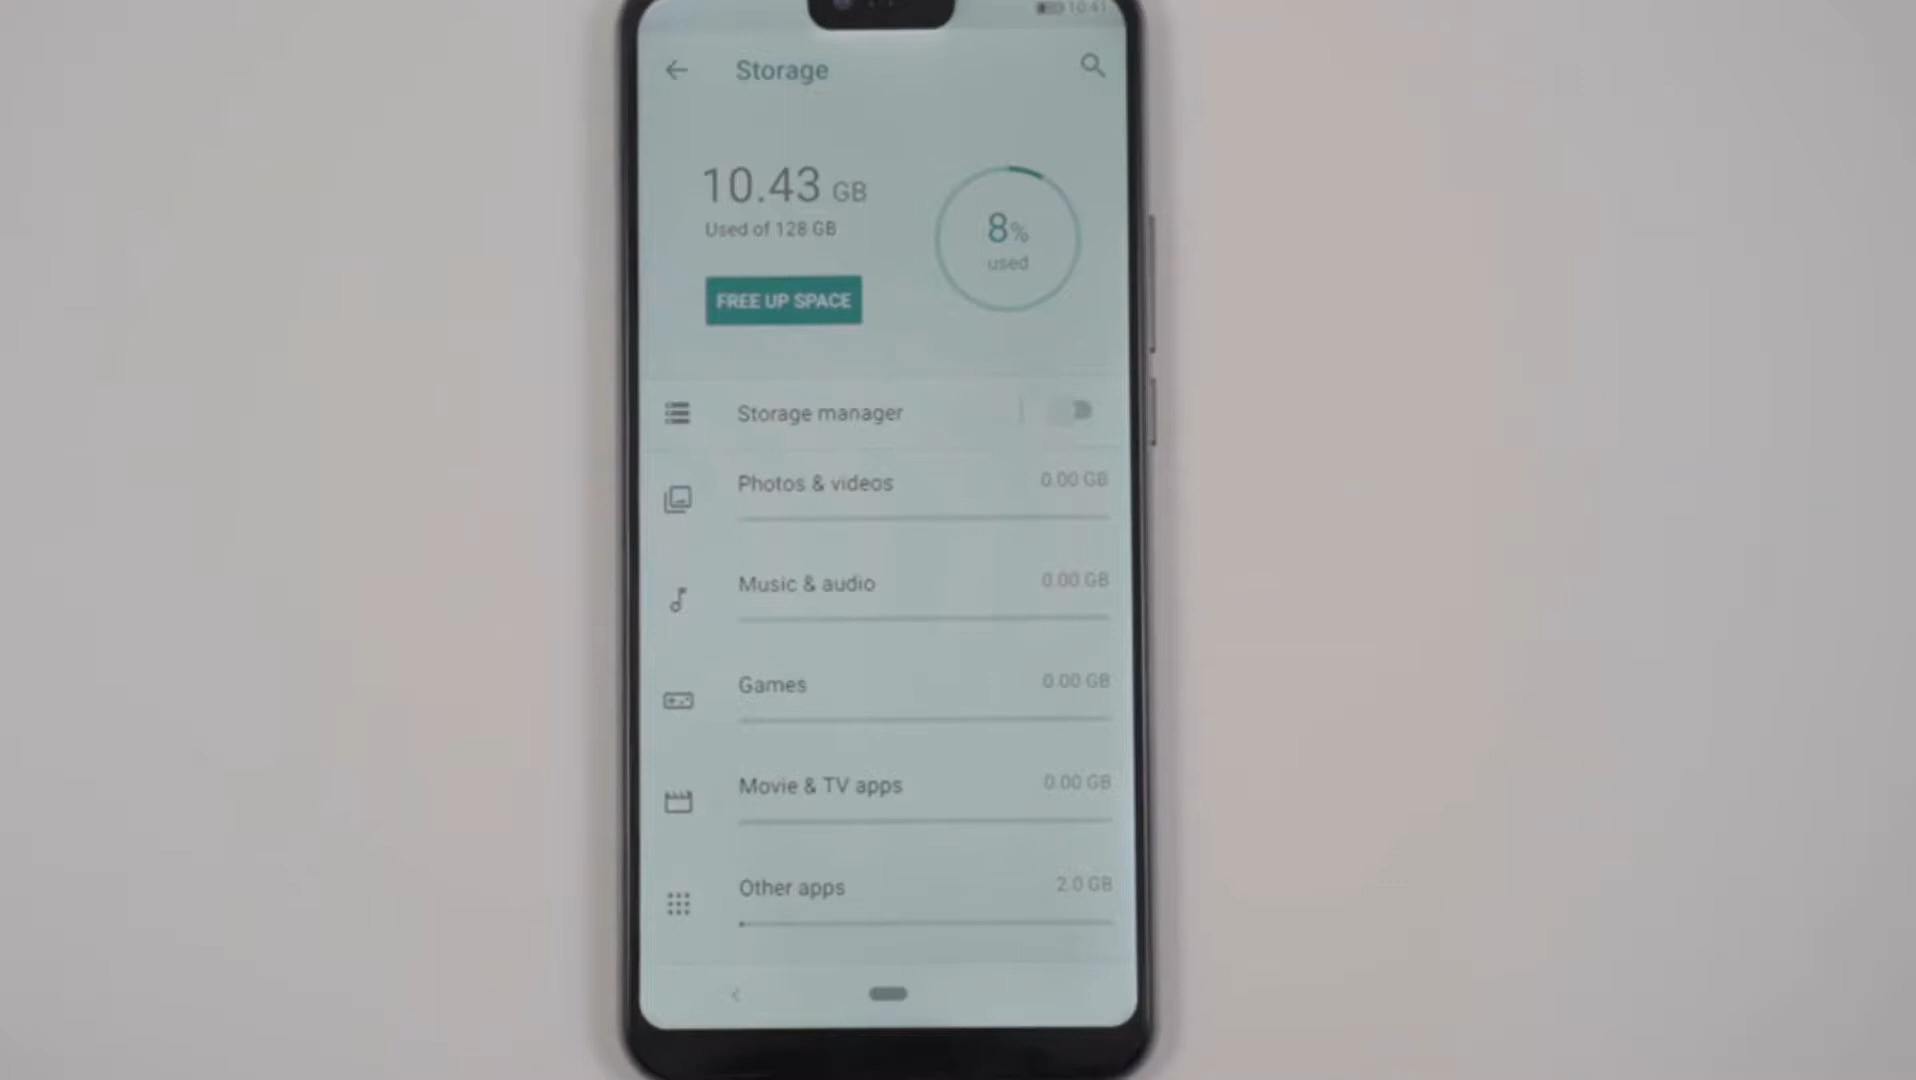 10:41
Storage
10.43 GB
Used of 128 GB
8%
used
FREE UP SPACE
Storage manager
Photos & videos 0.00 GB
Music & audio 0.00 GB
Games 0.00 GB
Movie & TV apps 0.00 GB
Other apps 2.0 GB